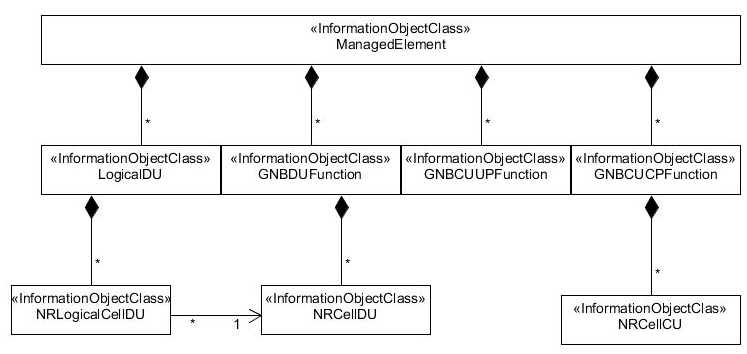 «InformationObjectClass»
ManagedElement
*
*
*
*
«InformationObjectClass»
LogicalDU
«InformationObjectClass»
GNBDUFunction
«InformationObjectClass»
GNBCUUPFunction
«InformationObjectClass»
GNBCUCPFunction
*
*
*
«InformationObjectClass»
NRLogicalCellDU
* 1
«InformationObjectClass»
NRCellDU
«InformationObjectClas»
NRCellCU